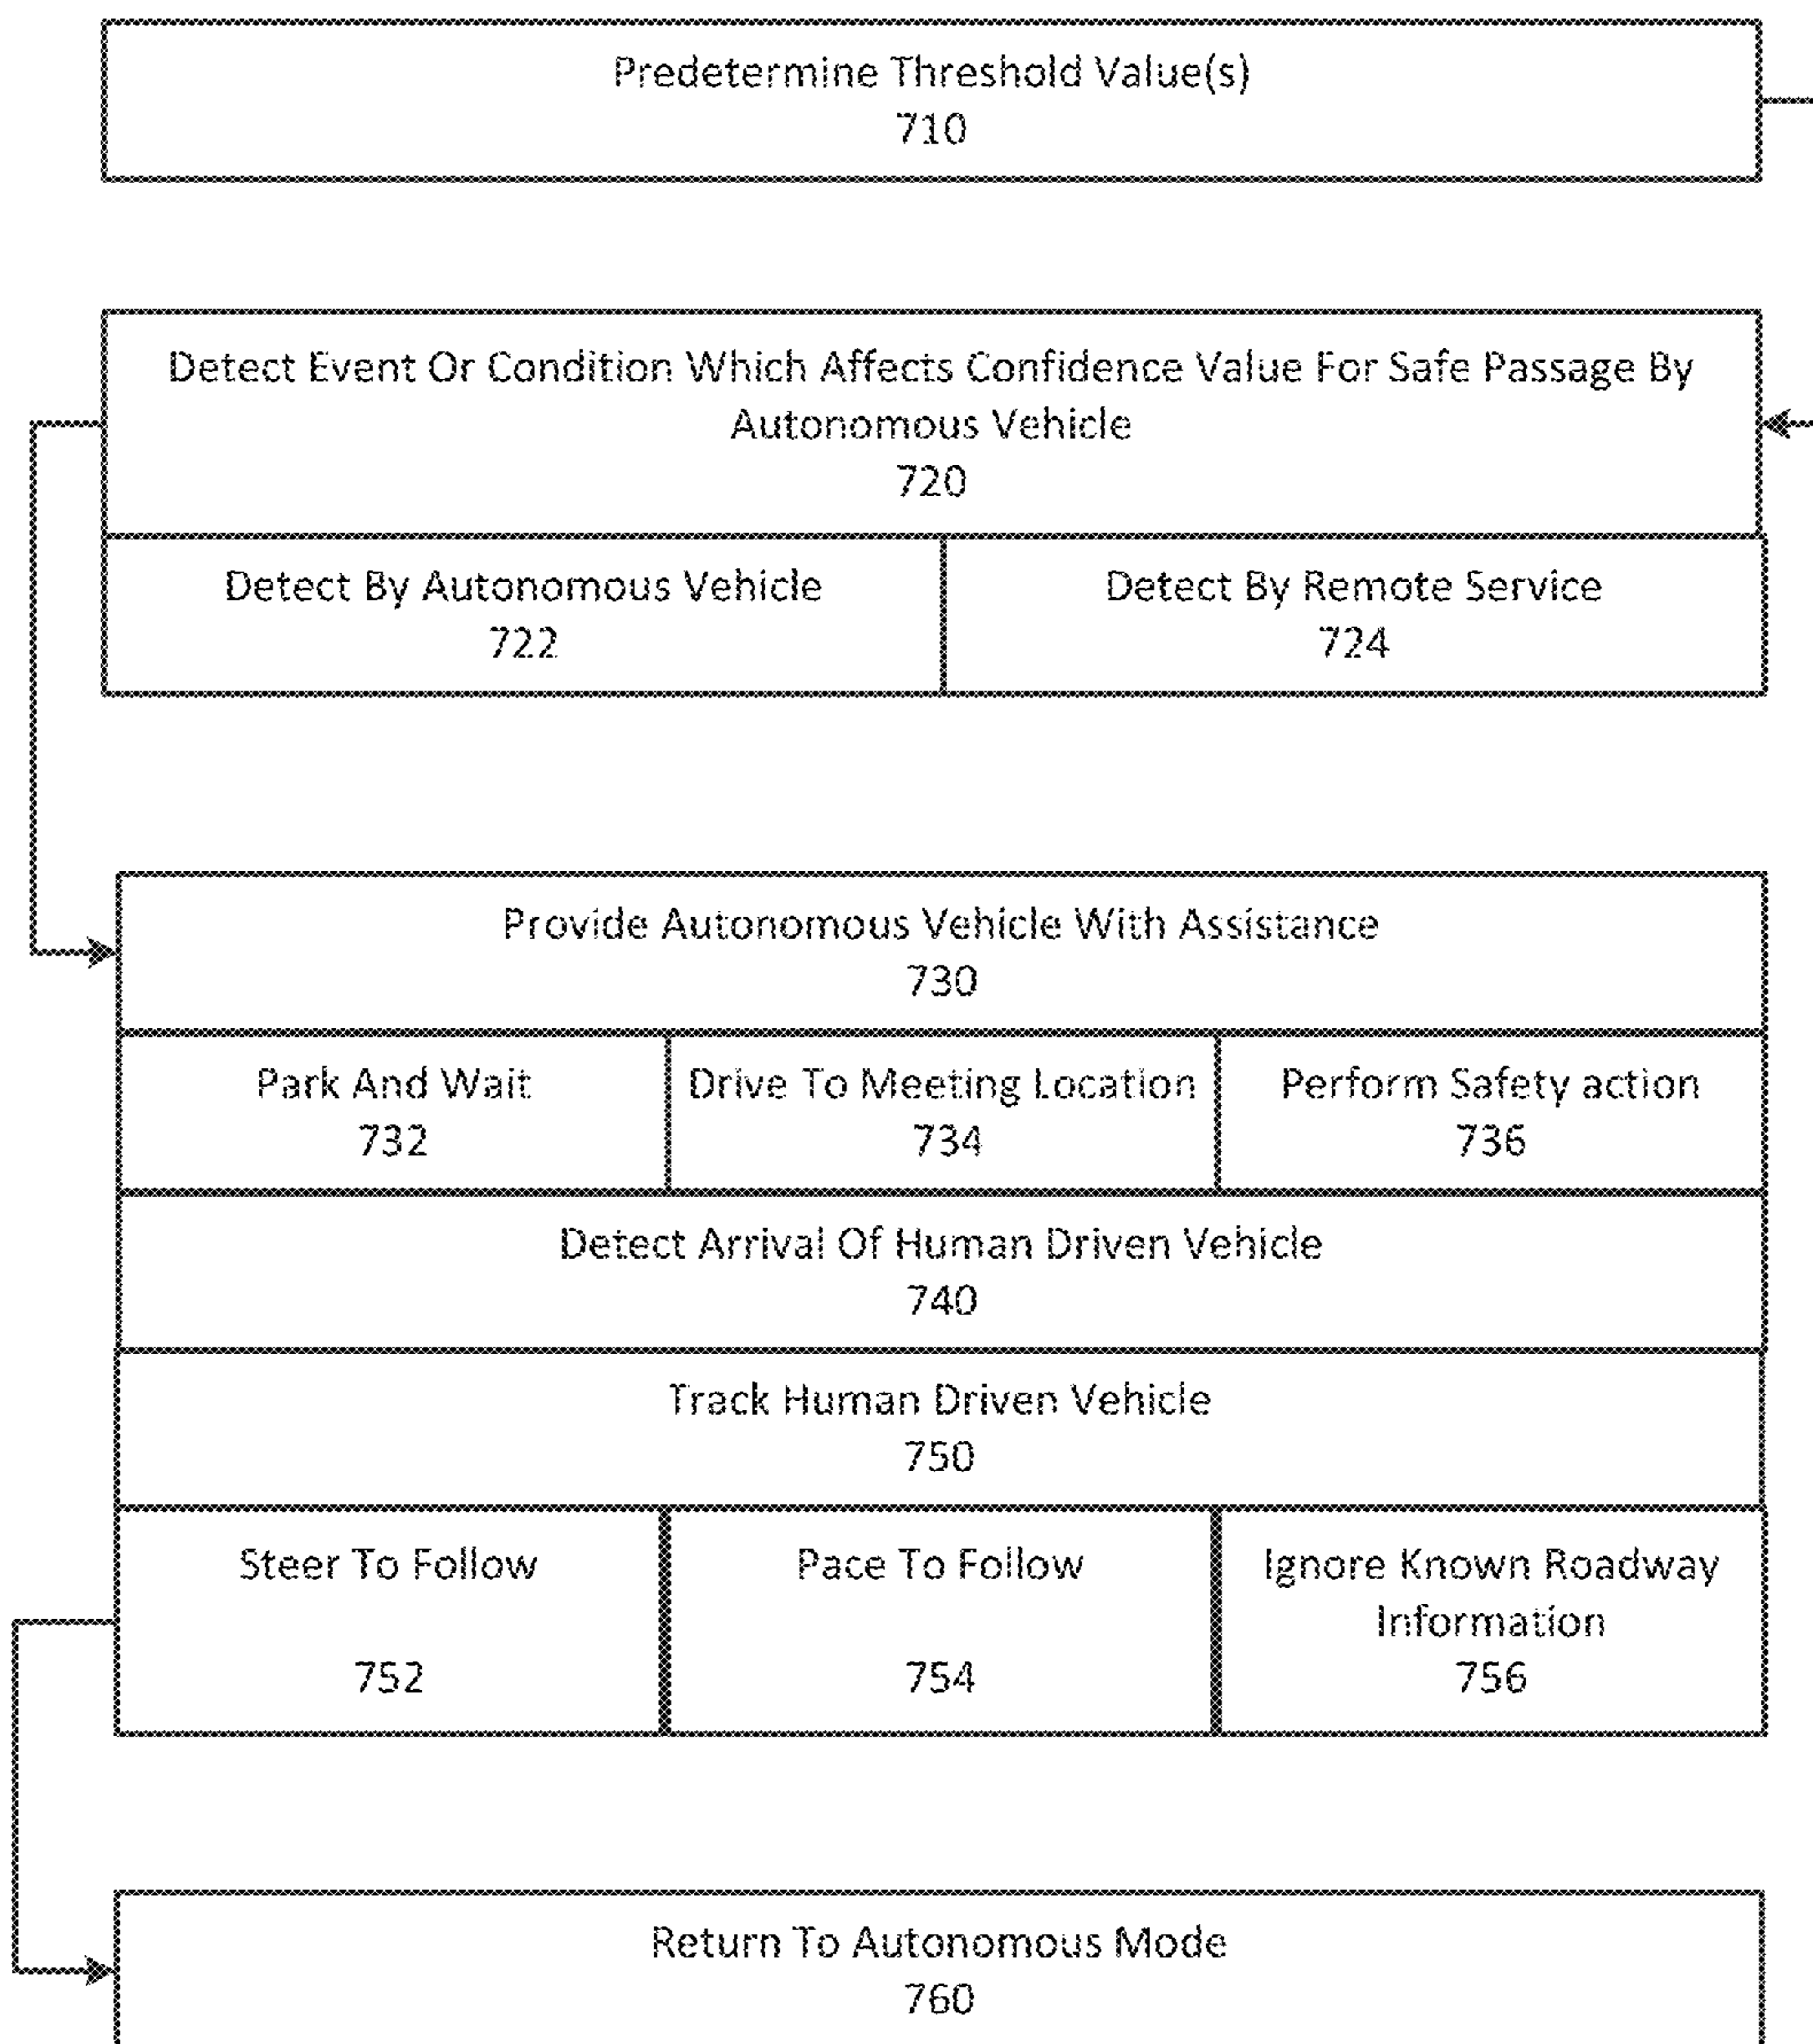 Predetermine Threshold Value(s)
710
Detect Event Or Condition Which Affects Confidence Value For Safe Passage By
Autonomous Vehicle
720
Detect By Autonomous Vehicle
722
Detect By Remote Service
724
Provide Autonomous Vehicle With Assistance
730
Park And Wait
732
Drive To Meeting Location
734
Perform Safety action
736
Detect Arrival Of Human Driven Vehicle
740
Track Human Driven Vehicle
750
Steer To Follow
752
Pace To Follow
754
Ignore Known Roadway
Information
756
Return To Autonomous Mode
760